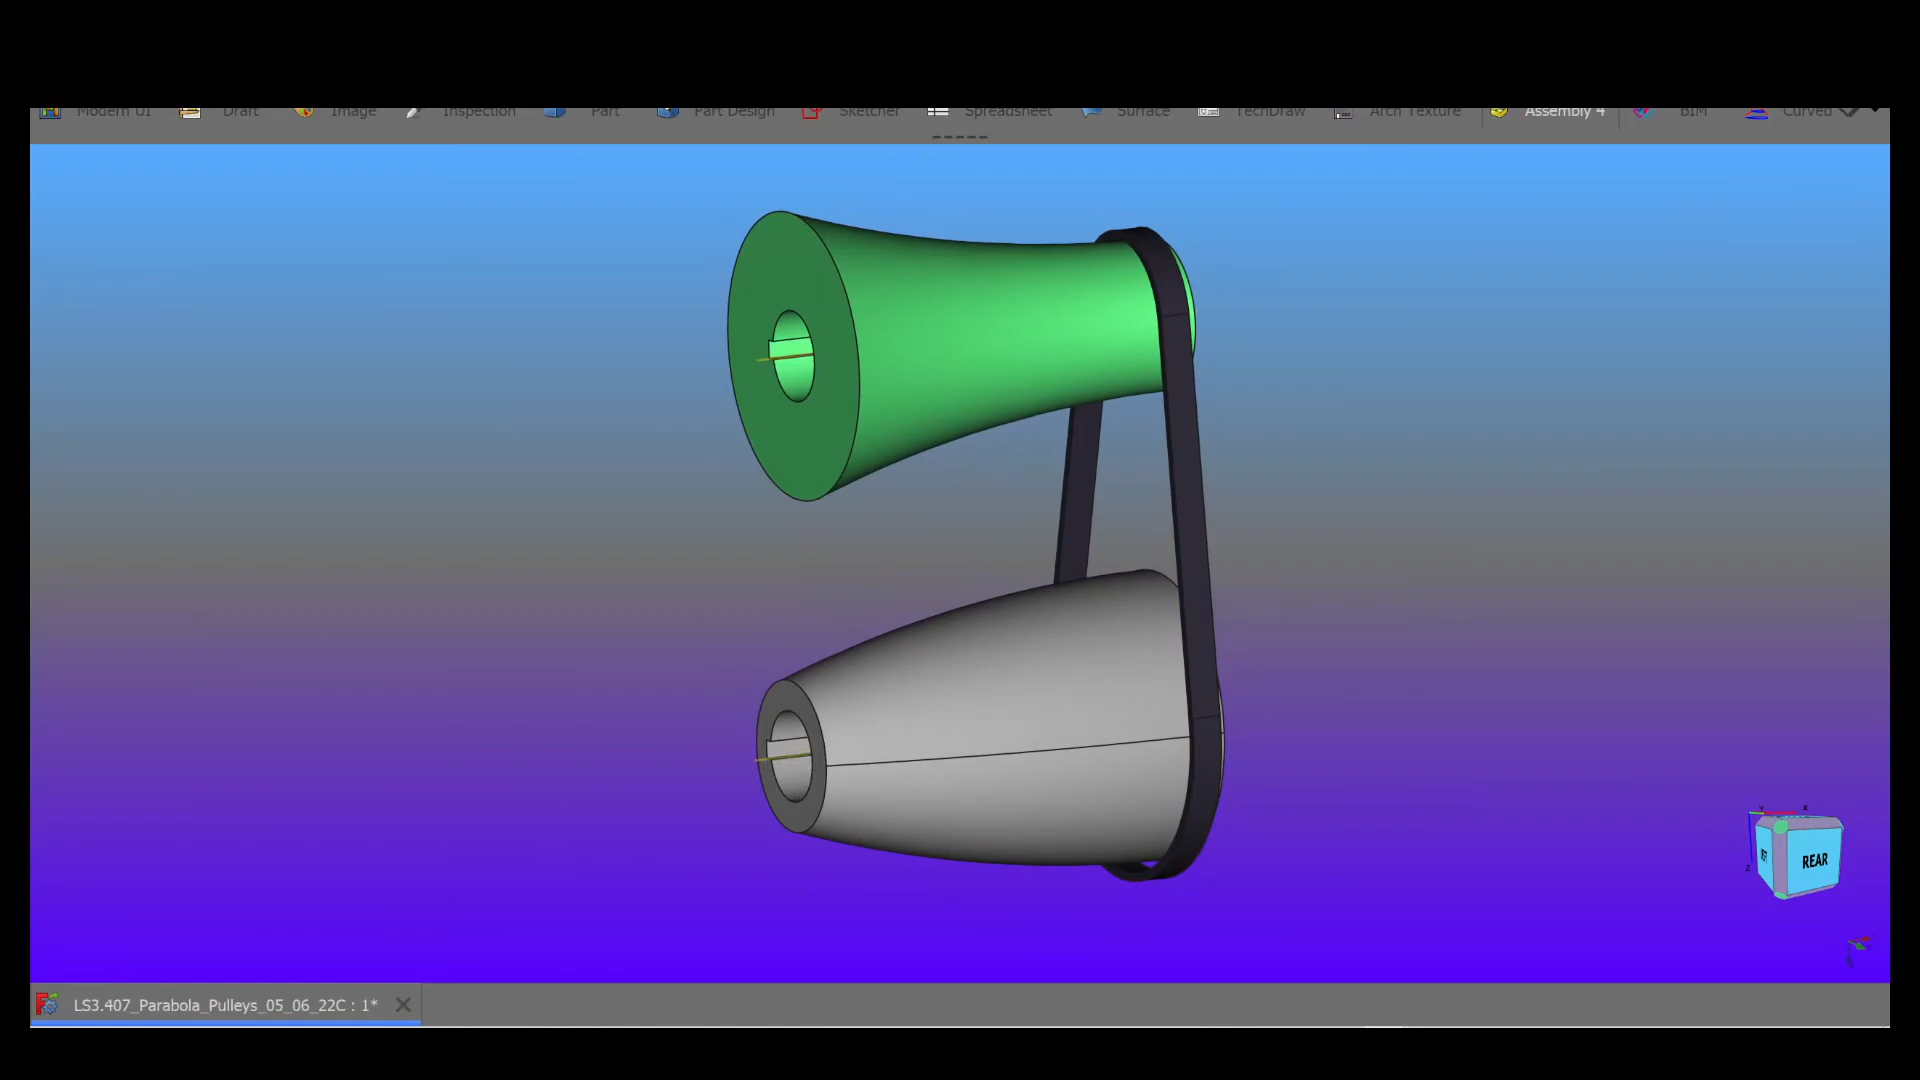 Modern UI Draft Image Inspection Part Part Design Sketcher Spreadsheet Surface TechDraw Arch Texture Assembly 4 BIM Curved
Y X
REAR
Z
LS3.407_Parabola_Pulleys_05_06_22C : 1*